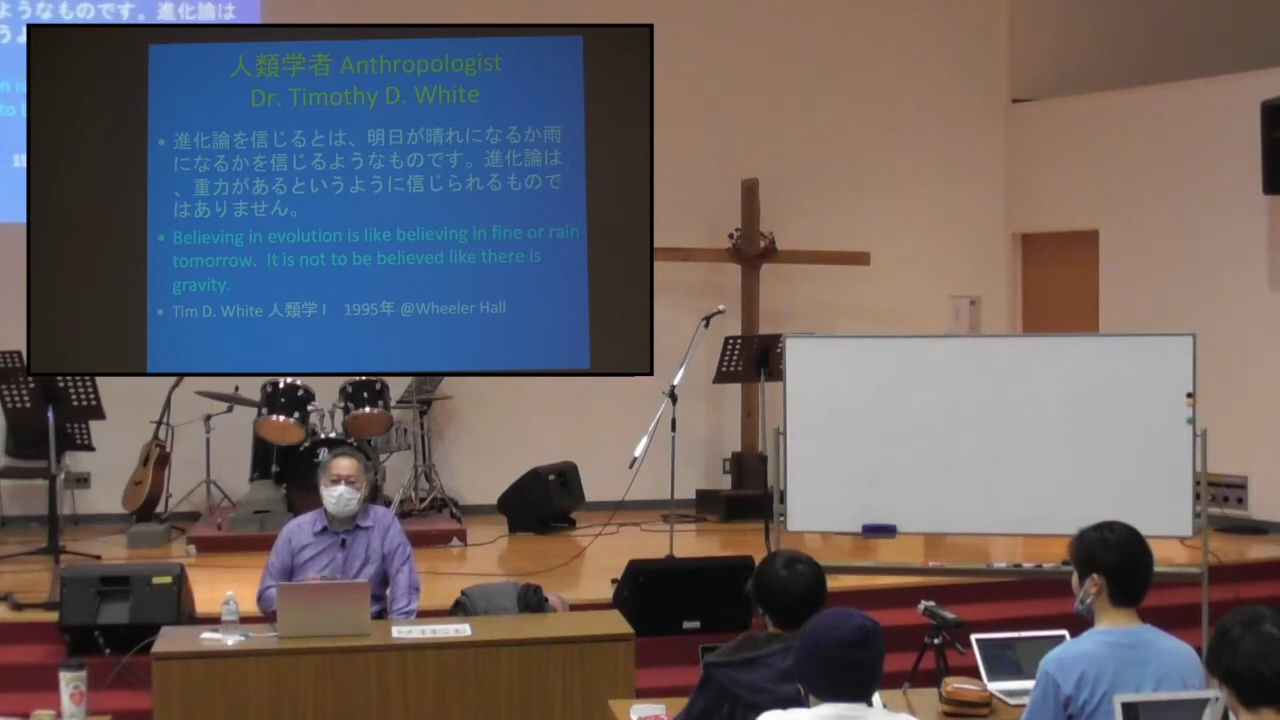 ようなものです。進化論は
人類学者 Anthropologist
Dr. Timothy D. White
• 進化論を信じるとは、明日が晴れになるか雨
になるかを信じるようなものです。進化論は
、重力があるというように信じられるもので
はありません。
• Believing in evolution is like believing in fine or rain
tomorrow. It is not to be believed like there is
gravity.
• Tim D. White 人類学 I 1995年 @Wheeler Hall